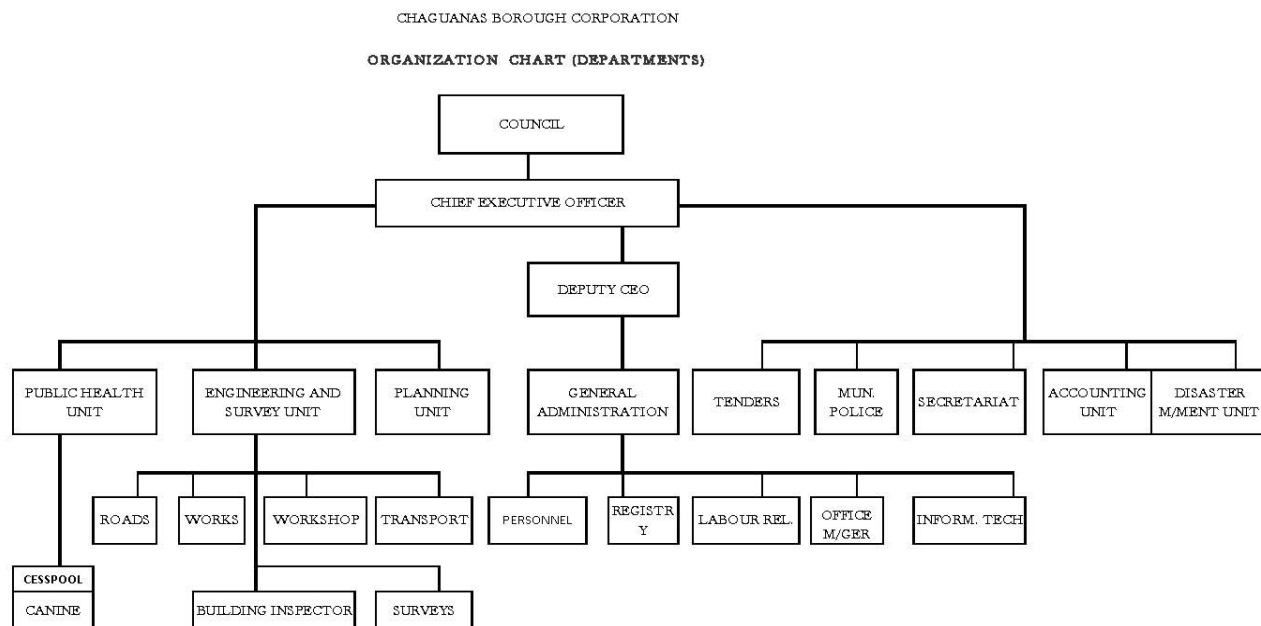 CHAGUANAS BOROUGH CORPORATION
ORGANIZATION CHART (DEPARTMENTS)
COUNCIL
CHIEF EXECUTIVE OFFICER
DEPUTY CEO
PUBLIC HEALTH
UNIT
ENGINEERING AND
SURVEY UNIT
PLANNING
UNIT
GENERAL
ADMINISTRATION
TENDERS
MUN.
POLICE
SECRETARIAT
ACCOUNTING
UNIT
DISASTER
M/MENT UNIT
ROADS
WORKS
WORKSHOP
TRANSPORT
PERSONNEL
REGISTR
Y
LABOUR REL.
OFFICE
M/GER
INFORM. TECH
CESSPOOL
CANINE
BUILDING INSPECTOR
SURVEYS